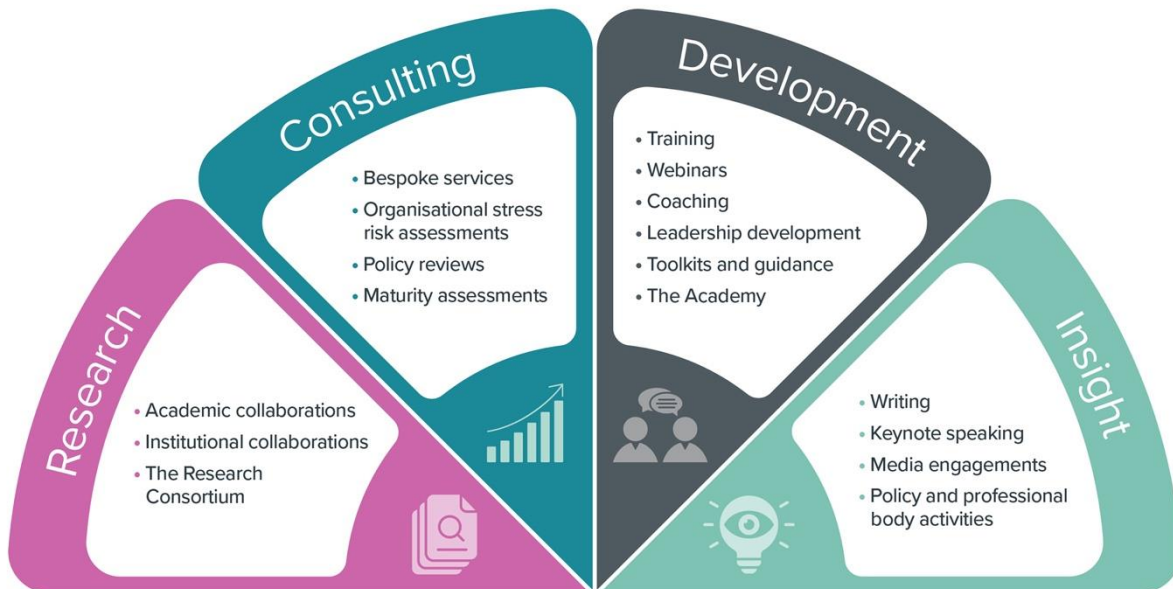 Research
• Academic collaborations
• Institutional collaborations
• The Research
Consortium
Consulting
• Bespoke services
• Organisational stress
risk assessments
• Policy reviews
• Maturity assessments
Development
• Training
• Webinars
• Coaching
• Leadership development
• Toolkits and guidance
• The Academy
Insight
• Writing
• Keynote speaking
• Media engagements
• Policy and professional
body activities